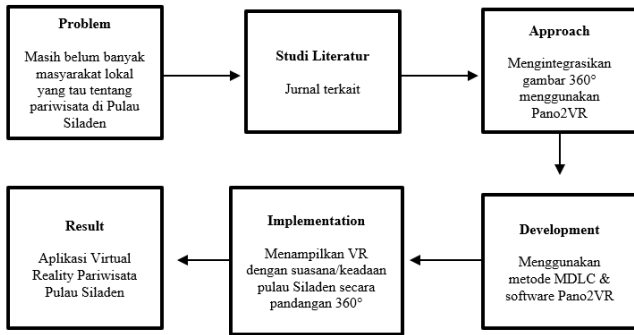 Problem
Masih belum banyak
masyarakat lokal
yang tau tentang
pariwisata di Pulau
Siladen
Studi Literatur
Jurnal terkait
Approach
Mengintegrasikan
gambar 360°
menggunakan
Pano2VR
Development
Menggunakan
metode MDLC &
software Pano2VR
Implementation
Menampilkan VR
dengan suasana/keadaan
pulau Siladen secara
pandangan 360°
Result
Aplikasi Virtual
Reality Pariwisata
Pulau Siladen